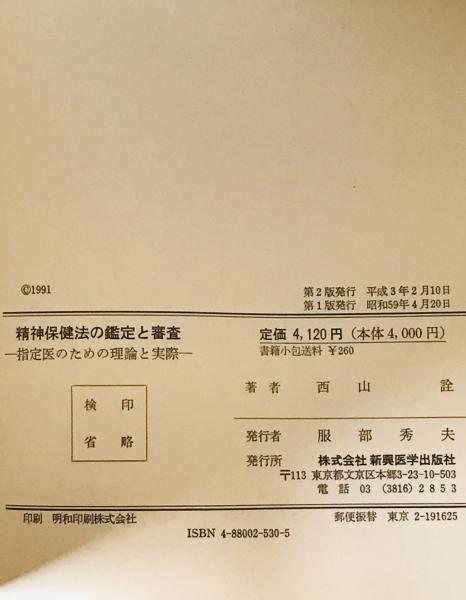 ©1991
第2版発行 平成3年2月10日
第1版発行 昭和59年4月20日
精神保健法の鑑定と審査
―指定医のための理論と実際―
検印
省略
定価 4,120円(本体4,000円)
書籍小包送料 ¥260
著者 西山 詮
発行者 服部秀夫
発行所 株式会社 新興医学出版社
〒113 東京都文京区本郷3-23-10-503
電話 03 (3816) 2853
印刷 明和印刷株式会社
郵便振替 東京 2-191625
ISBN 4-88002-530-5